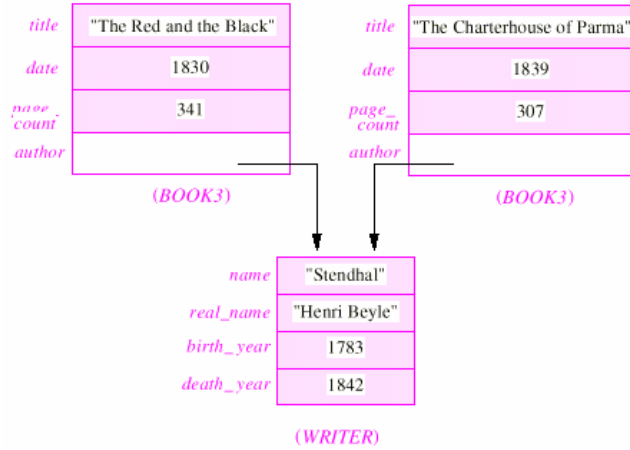 title "The Red and the Black"
date 1830
page_
count 341
author
(BOOK3)
title "The Charterhouse of Parma"
date 1839
page_
count 307
author
(BOOK3)
name "Stendhal"
real_name "Henri Beyle"
birth_year 1783
death_year 1842
(WRITER)